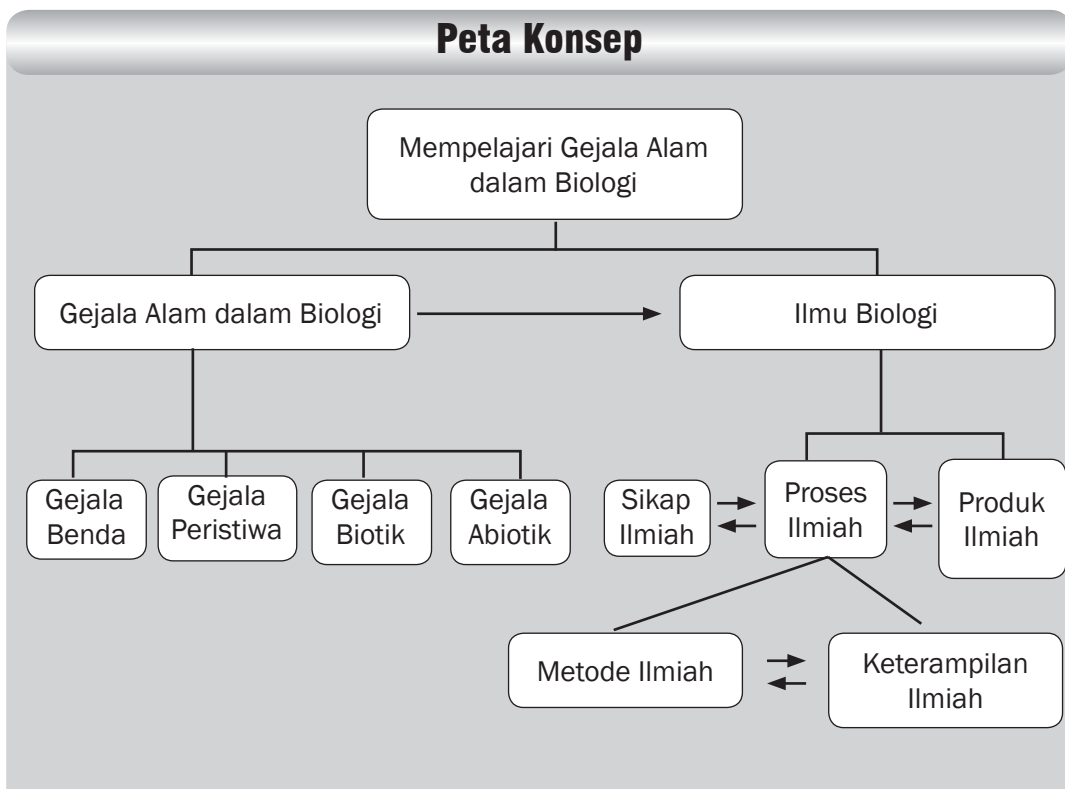 Peta Konsep
Mempelajari Gejala Alam
dalam Biologi
Gejala Alam dalam Biologi
Ilmu Biologi
Gejala
Benda
Gejala
Peristiwa
Gejala
Biotik
Gejala
Abiotik
Sikap
Ilmiah
Proses
Ilmiah
Produk
Ilmiah
Metode Ilmiah
Keterampilan
Ilmiah